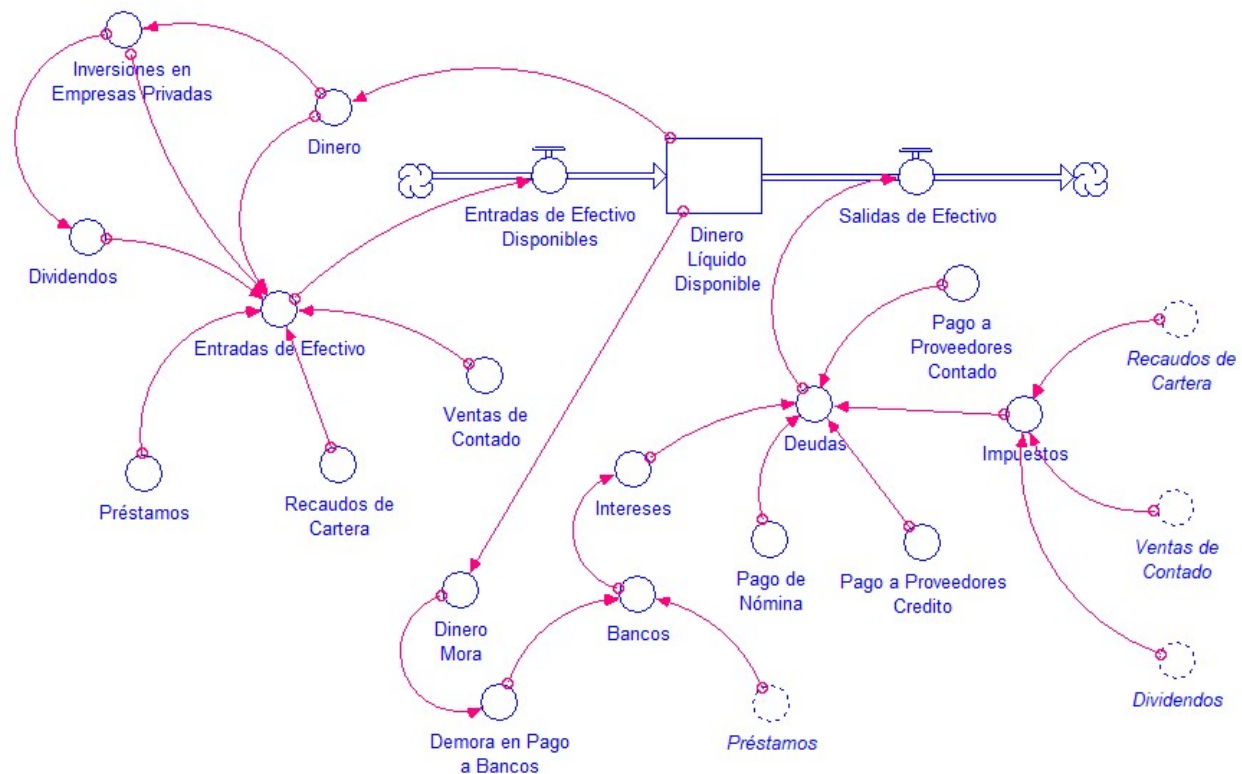 Inversiones en
Empresas Privadas
Dinero
Entradas de Efectivo
Disponibles
Dinero
Líquido
Disponible
Salidas de Efectivo
Dividendos
Entradas de Efectivo
Pago a
Proveedores
Contado
Recaudos de
Cartera
Ventas de
Contado
Deudas
Impuestos
Préstamos
Recaudos de
Cartera
Intereses
Pago de
Nómina
Pago a Proveedores
Credito
Ventas de
Contado
Dinero
Mora
Bancos
Demora en Pago
a Bancos
Préstamos
Dividendos